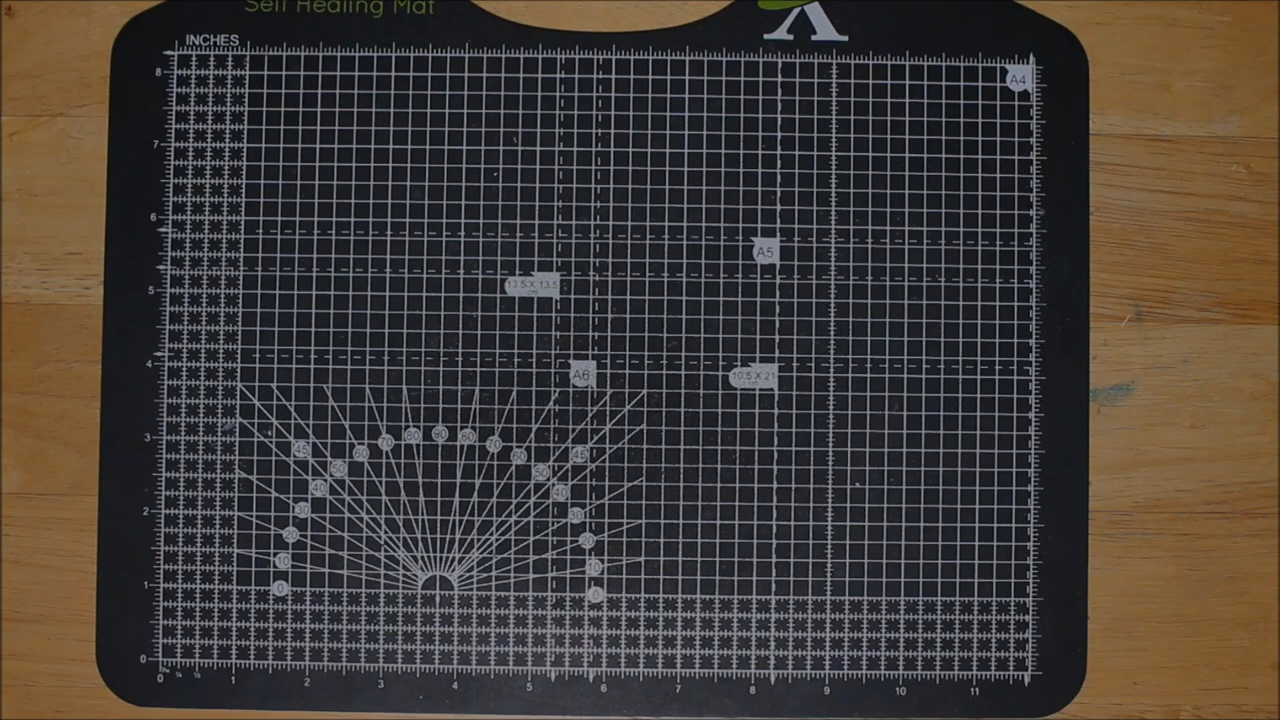 Self Healing Mat
INCHES
8
A4
7
6
A5
5
13.5 X 13.5
cm
4
A6
10.5 X 21
cm
3
45 50 60 70 80 90 80 70 60 50 45
40 40
2
30 30
20 20
10 10
1
0 0
0
0 1 2 3 4 5 6 7 8 9 10 11